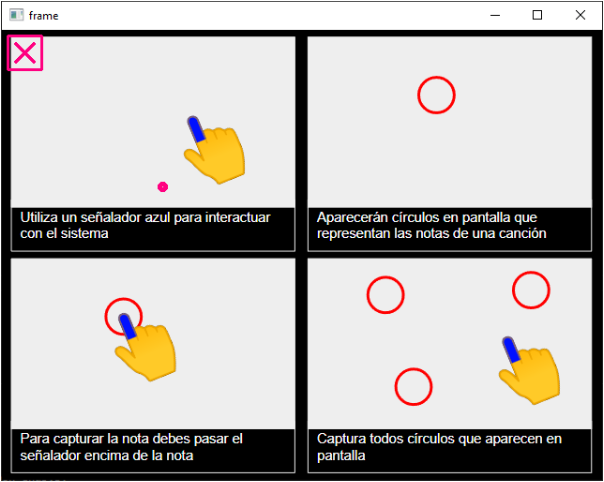 frame
Utiliza un señalador azul para interactuar
con el sistema
Aparecerán círculos en pantalla que
representan las notas de una canción
Para capturar la nota debes pasar el
señalador encima de la nota
Captura todos círculos que aparecen en
pantalla